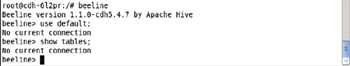 root@cdh-6l2pr:/# beeline
Beeline version 1.1.0-cdh5.4.7 by Apache Hive
beeline> use default;
No current connection
beeline> show tables;
No current connection
beeline>